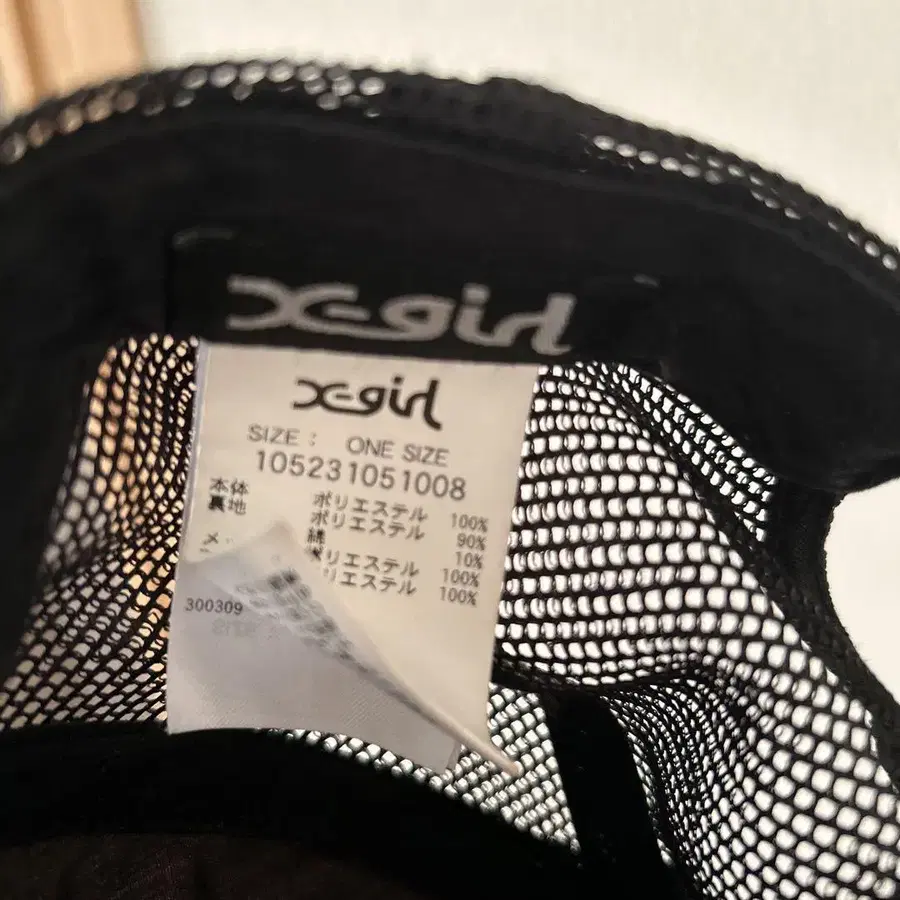 X-girl
X-girl
SIZE: ONE SIZE
105231051008
本体 ポリエステル 100%
裏地 ポリエステル 90%
綿 10%
メッ リエステル 100%
リエステル 100%
300309